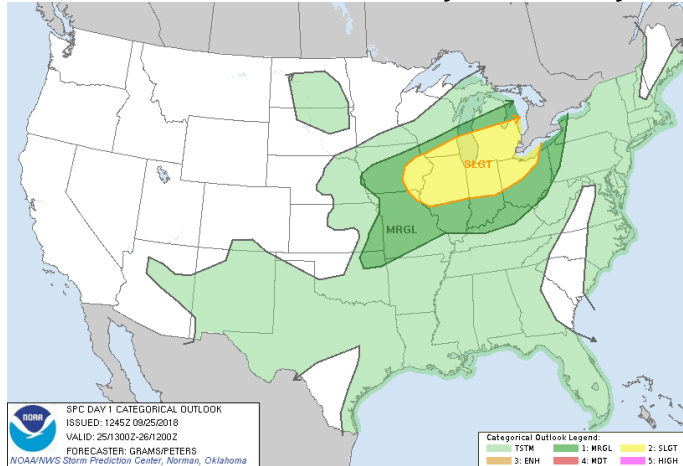 SLGT
MRGL
NOAA
SPC DAY 1 CATEGORICAL OUTLOOK
ISSUED: 1245Z 09/25/2018
VALID: 25/1300Z-26/1200Z
FORECASTER: GRAMS/PETERS
NOAA/NWS Storm Prediction Center, Norman, Oklahoma
Categorical Outlook Legend:
TSTM 1: MRGL 2: SLGT
3: ENH 4: MDT 5: HIGH